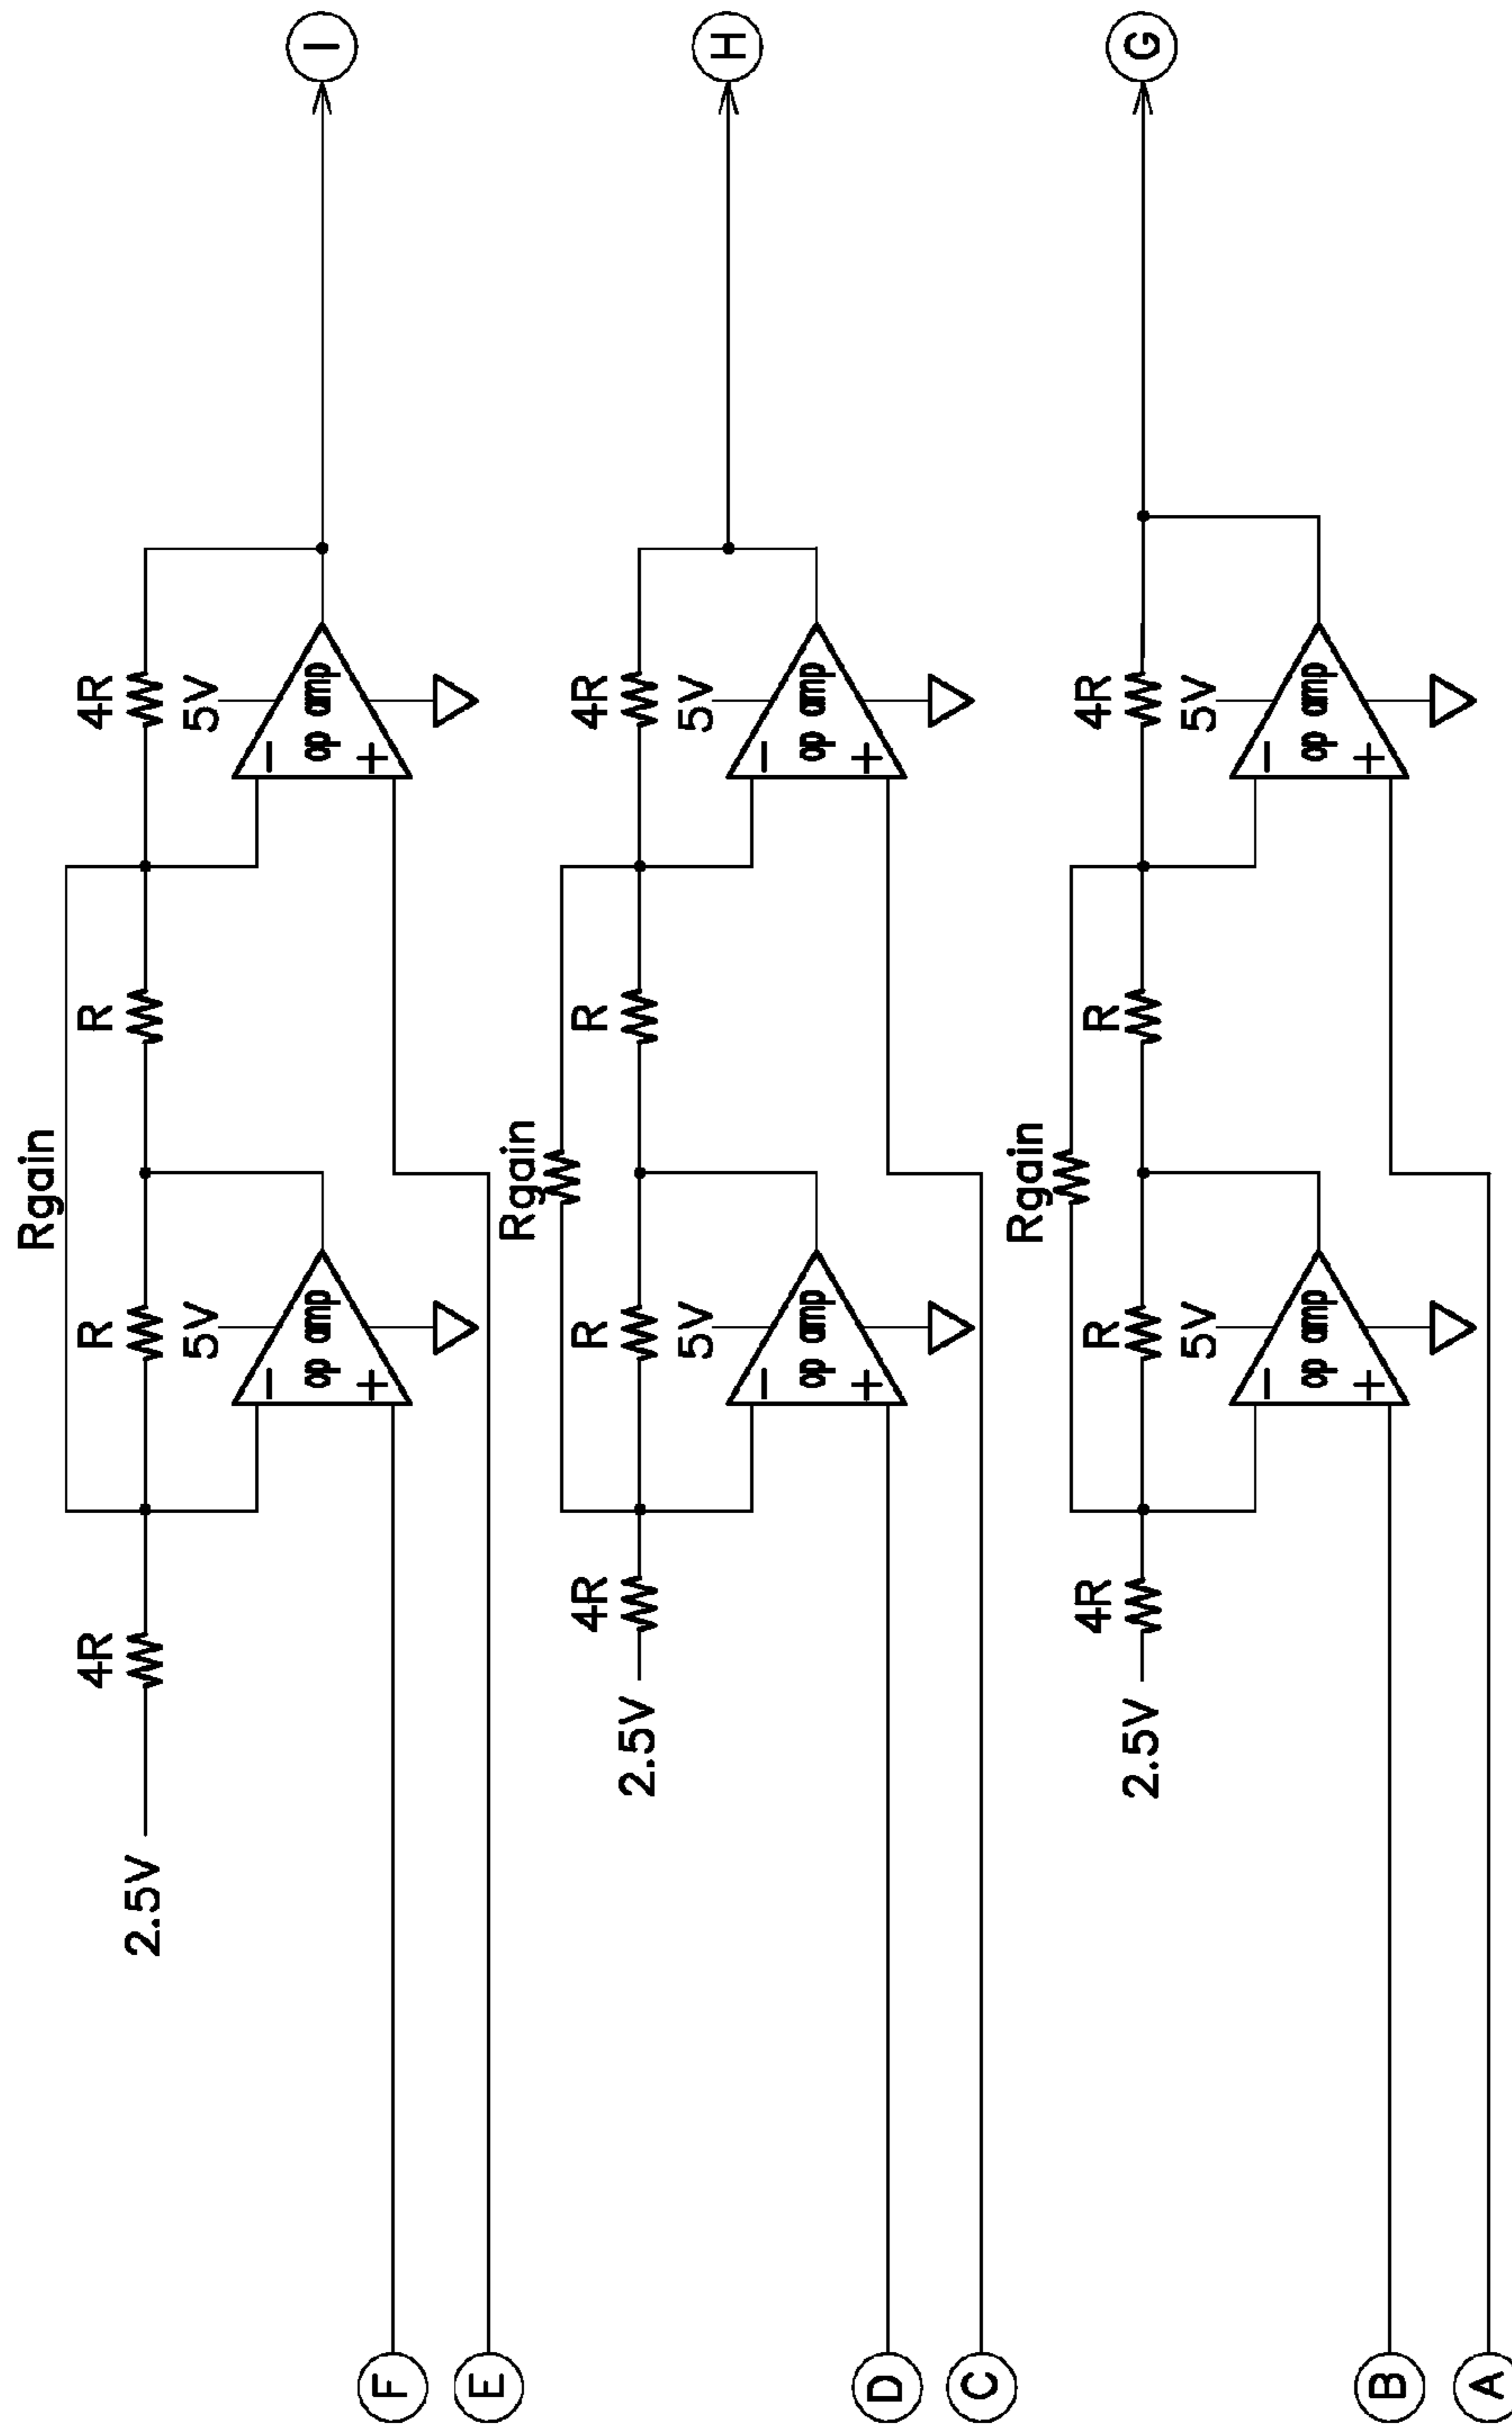 Rgain
2.5V
4R
R
R
4R
5V
5V
op amp
op amp
−
+
−
+
F
E
I
Rgain
2.5V
4R
R
R
4R
5V
5V
op amp
op amp
−
+
−
+
D
C
H
Rgain
2.5V
4R
R
R
4R
5V
5V
op amp
op amp
−
+
−
+
B
A
G